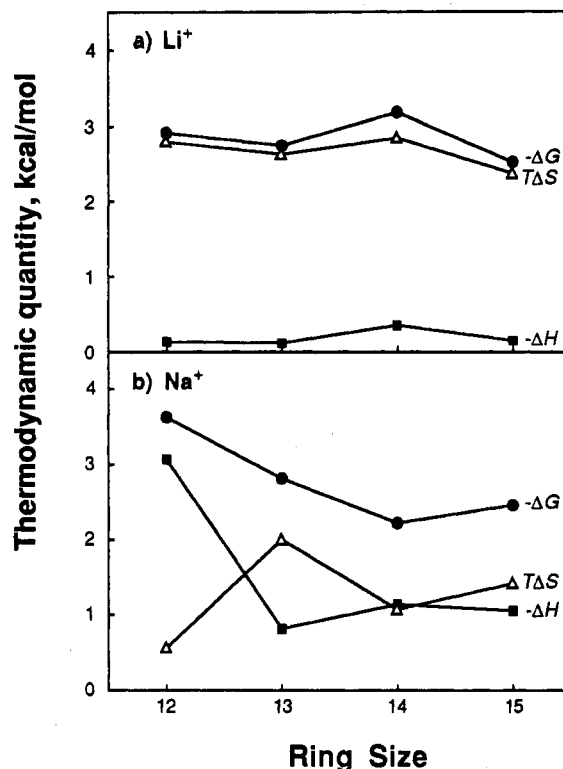 Thermodynamic quantity, kcal/mol
a) Li⁺
4
3
2
1
0
-ΔG
TΔS
-ΔH
b) Na⁺
4
3
2
1
0
-ΔG
TΔS
-ΔH
12 13 14 15
Ring Size